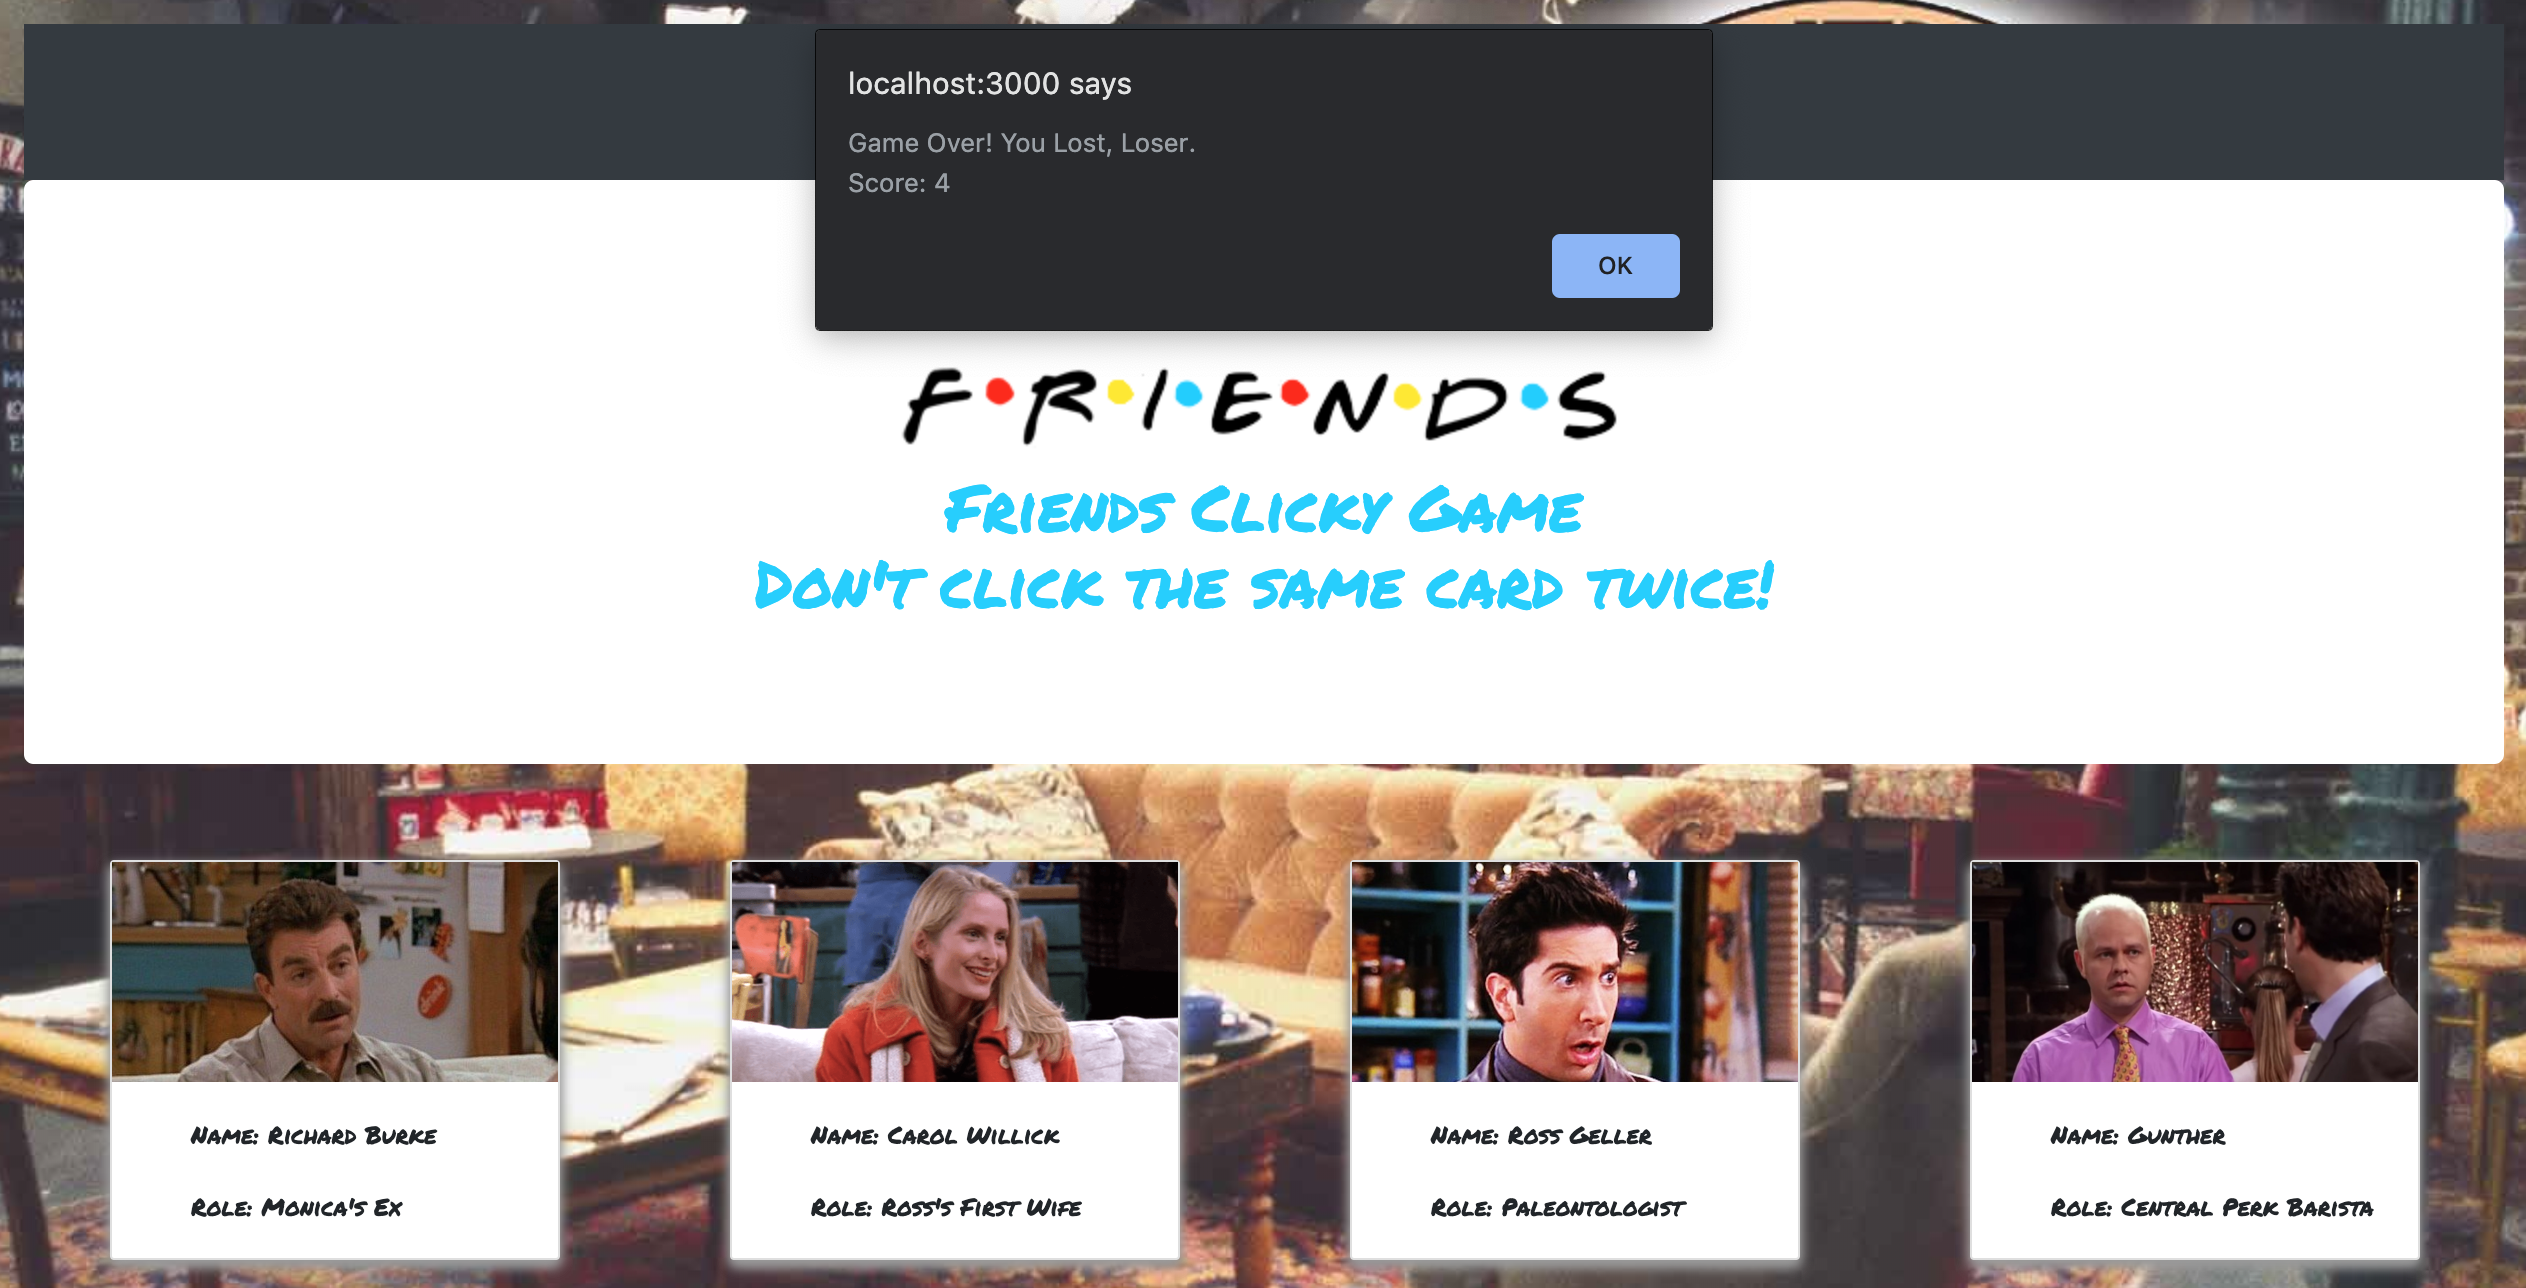 localhost:3000 says
Game Over! You Lost, Loser.
Score: 4
OK
F•R•I•E•N•D•S
Friends Clicky Game
Don't click the same card twice!
Name: Richard Burke
Role: Monica's Ex
Name: Carol Willick
Role: Ross's First Wife
Name: Ross Geller
Role: Paleontologist
Name: Gunther
Role: Central Perk Barista